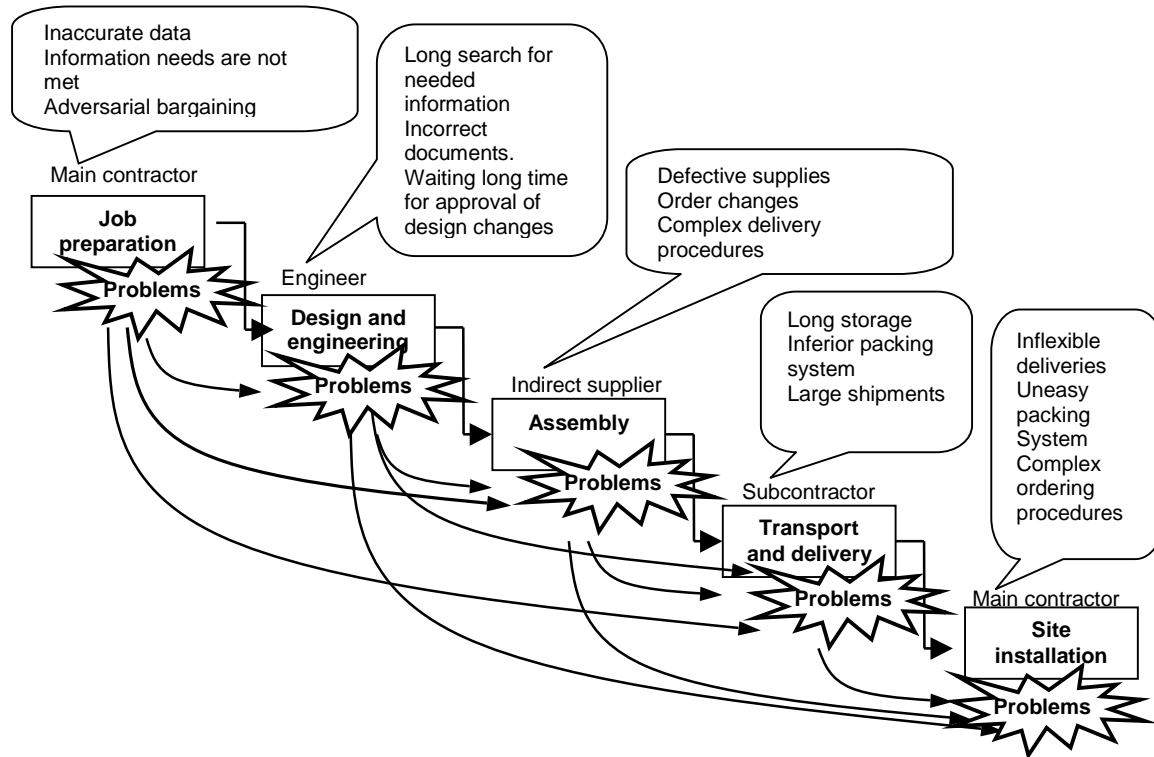 Inaccurate data
Information needs are not
met
Adversarial bargaining
Long search for
needed
information
Incorrect
documents.
Waiting long time
for approval of
design changes
Main contractor
Job
preparation
Problems
Defective supplies
Order changes
Complex delivery
procedures
Engineer
Design and
engineering
Problems
Long storage
Inferior packing
system
Large shipments
Indirect supplier
Assembly
Problems
Inflexible
deliveries
Uneasy
packing
System
Complex
ordering
procedures
Subcontractor
Transport
and delivery
Problems
Main contractor
Site
installation
Problems